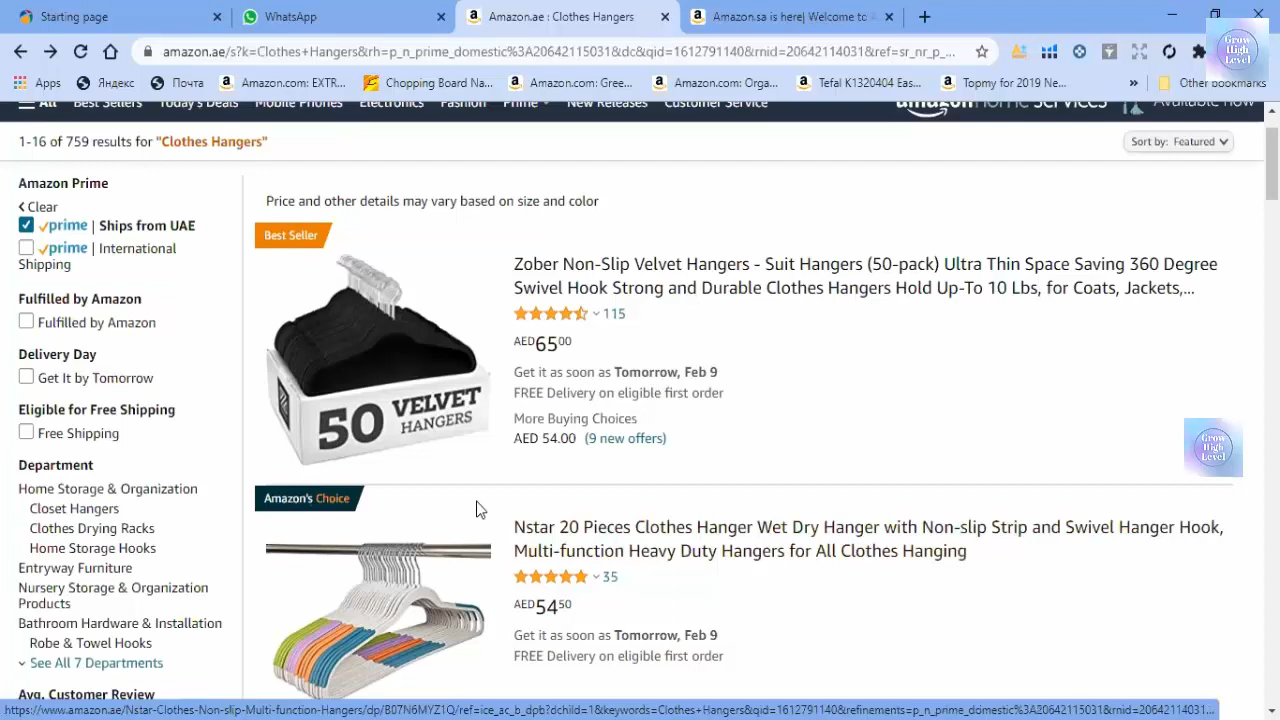 Starting page
WhatsApp
Amazon.ae : Clothes Hangers
Amazon.sa is here| Welcome to A
amazon.ae/s?k=Clothes+Hangers&rh=p_n_prime_domestic%3A20642115031&dc&qid=1612791140&rnid=20642114031&ref=sr_nr_p_...
Apps
Яндекс
Почта
Amazon.com: EXTR...
Chopping Board Na...
Amazon.com: Gree...
Amazon.com: Orga...
Tefal K1320404 Eas...
Topmy for 2019 Ne...
»
Other bookmarks
Grow
High
Level
All
Best Sellers
Today's Deals
Mobile Phones
Electronics
Fashion
Prime
New Releases
Customer Service
amazon HOME SERVICES
Available Now
1-16 of 759 results for "Clothes Hangers"
Sort by: Featured
Amazon Prime
Clear
prime | Ships from UAE
prime | International
Shipping
Fulfilled by Amazon
Fulfilled by Amazon
Delivery Day
Get It by Tomorrow
Eligible for Free Shipping
Free Shipping
Department
Home Storage & Organization
Closet Hangers
Clothes Drying Racks
Home Storage Hooks
Entryway Furniture
Nursery Storage & Organization
Products
Bathroom Hardware & Installation
Robe & Towel Hooks
See All 7 Departments
Avg. Customer Review
Price and other details may vary based on size and color
Best Seller
50 VELVET
HANGERS
Zober Non-Slip Velvet Hangers - Suit Hangers (50-pack) Ultra Thin Space Saving 360 Degree
Swivel Hook Strong and Durable Clothes Hangers Hold Up-To 10 Lbs, for Coats, Jackets,...
115
AED 65 00
Get it as soon as Tomorrow, Feb 9
FREE Delivery on eligible first order
More Buying Choices
AED 54.00 (9 new offers)
Grow
High
Level
Amazon's Choice
Nstar 20 Pieces Clothes Hanger Wet Dry Hanger with Non-slip Strip and Swivel Hanger Hook,
Multi-function Heavy Duty Hangers for All Clothes Hanging
35
AED 54 50
Get it as soon as Tomorrow, Feb 9
FREE Delivery on eligible first order
https://www.amazon.ae/Nstar-Clothes-Non-slip-Multi-function-Hangers/dp/B07N6MYZ1Q/ref=ice_ac_b_dpb?dchild=1&keywords=Clothes+Hangers&qid=1612791140&refinements=p_n_prime_domestic%3A20642115031&rnid=2064211403​1...